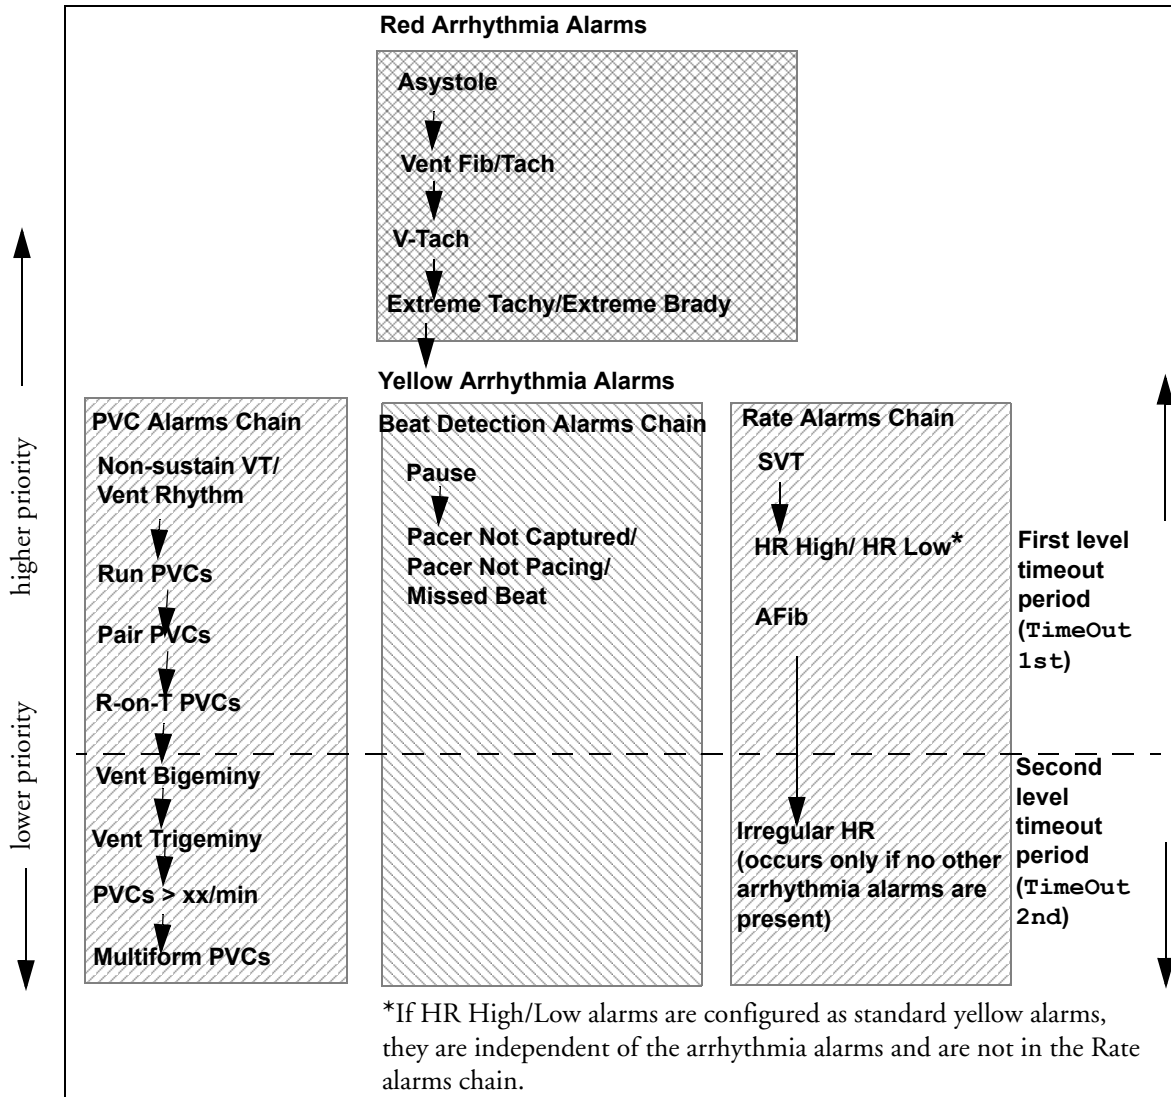 Red Arrhythmia Alarms
Asystole
Vent Fib/Tach
V-Tach
Extreme Tachy/Extreme Brady
Yellow Arrhythmia Alarms
higher priority
lower priority
PVC Alarms Chain
Non-sustain VT/
Vent Rhythm
Run PVCs
Pair PVCs
R-on-T PVCs
Vent Bigeminy
Vent Trigeminy
PVCs > xx/min
Multiform PVCs
Beat Detection Alarms Chain
Pause
Pacer Not Captured/
Pacer Not Pacing/
Missed Beat
Rate Alarms Chain
SVT
HR High/ HR Low*
AFib
Irregular HR
(occurs only if no other
arrhythmia alarms are
present)
First level
timeout
period
(TimeOut
1st)
Second
level
timeout
period
(TimeOut
2nd)
*If HR High/Low alarms are configured as standard yellow alarms,
they are independent of the arrhythmia alarms and are not in the Rate
alarms chain.